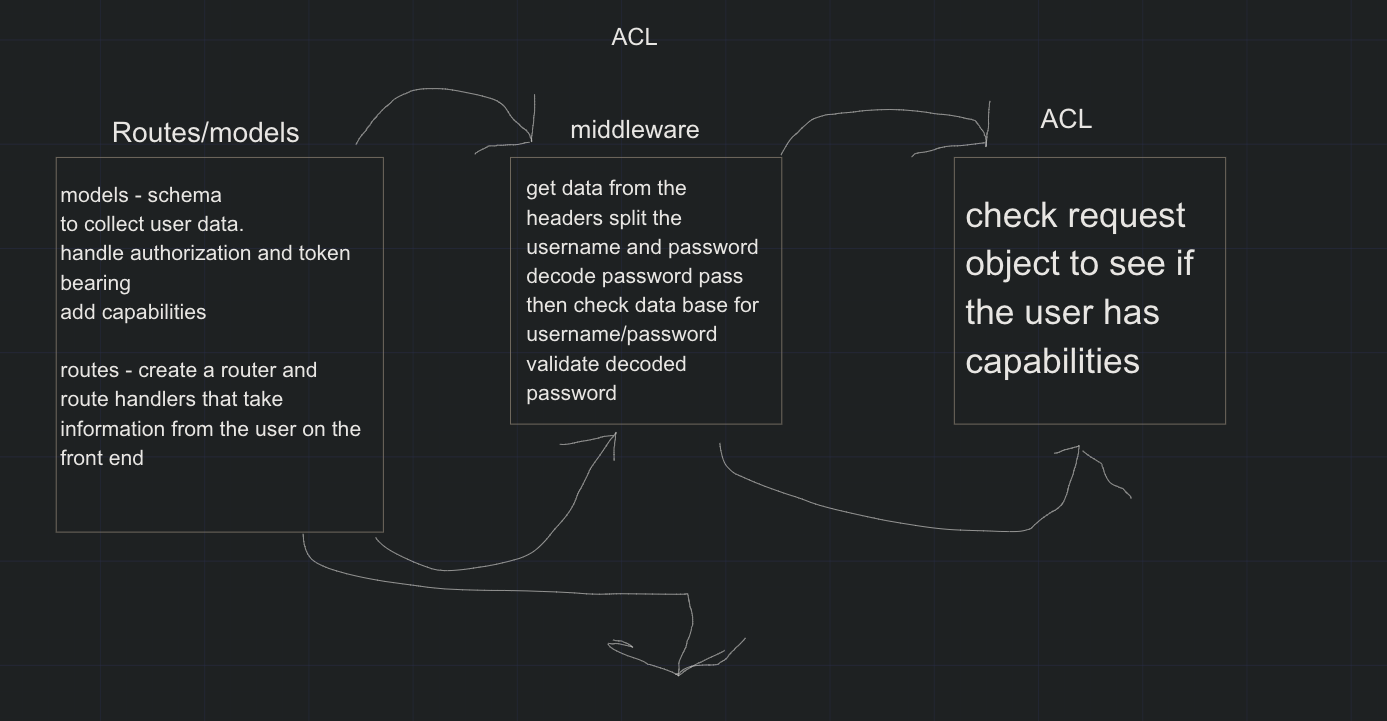 ACL
Routes/models
models - schema
to collect user data.
handle authorization and token
bearing
add capabilities
routes - create a router and
route handlers that take
information from the user on the
front end
middleware
get data from the
headers split the
username and password
decode password pass
then check data base for
username/password
validate decoded
password
ACL
check request
object to see if
the user has
capabilities